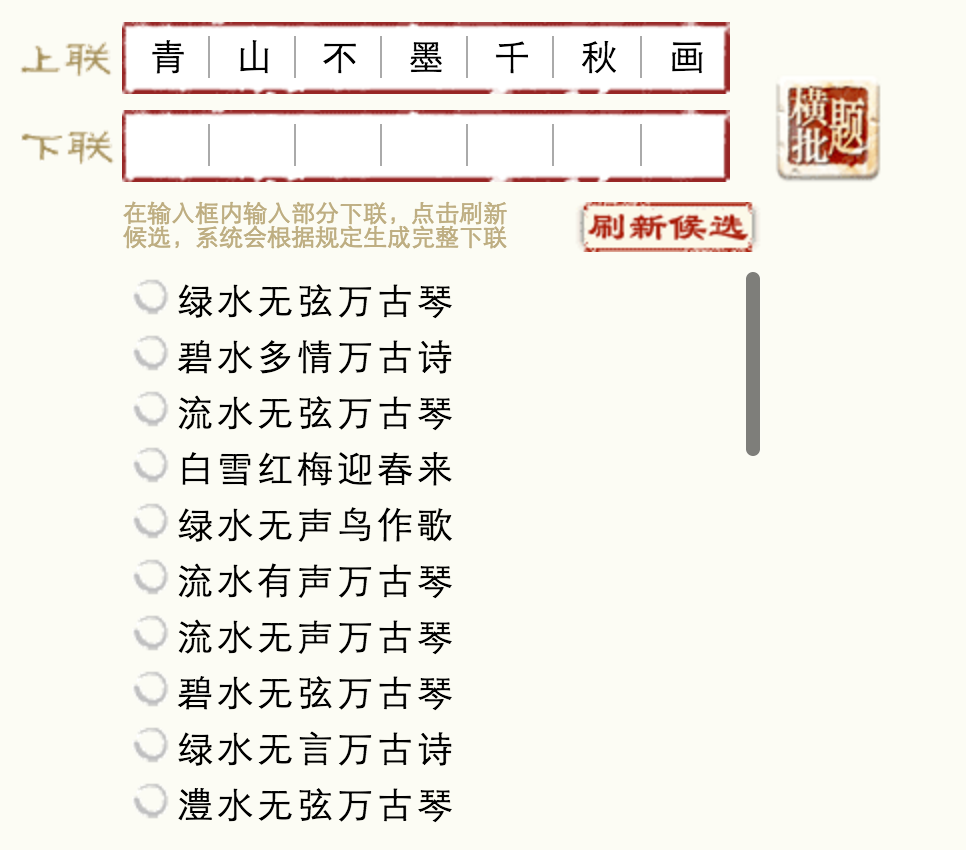 上联 青山不墨千秋画
下联
横批题
在输入框内输入部分下联，点击刷新
候选，系统会根据规定生成完整下联
刷新候选
绿水无弦万古琴
碧水多情万古诗
流水无弦万古琴
白雪红梅迎春来
绿水无声鸟作歌
流水有声万古琴
流水无声万古琴
碧水无弦万古琴
绿水无言万古诗
澧水无弦万古琴